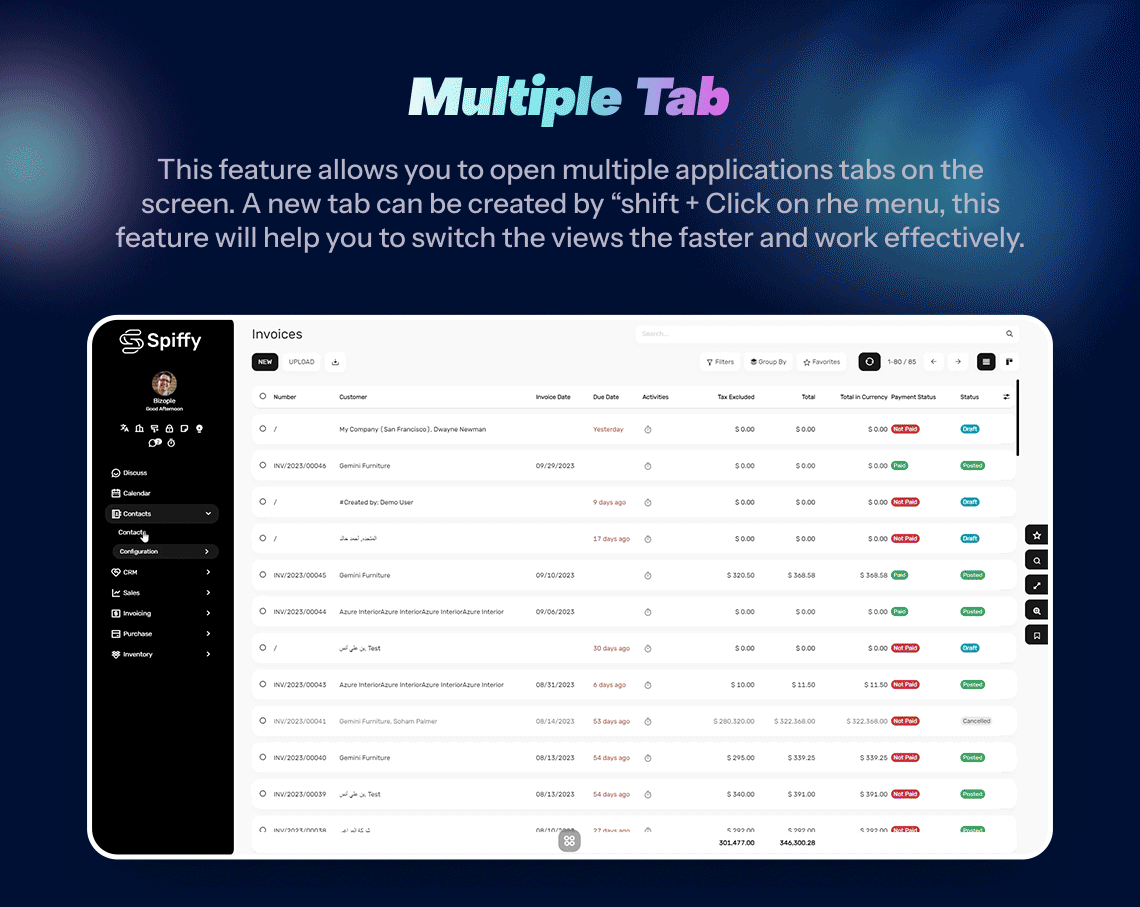 Multiple Tab
This feature allows you to open multiple applications tabs on the
screen. A new tab can be created by “shift + Click on rhe menu, this
feature will help you to switch the views the faster and work effectively.
Spiffy
Bizople
Good Afternoon
Discuss
Calendar
Contacts
Contacts
Configuration
CRM
Sales
Invoicing
Purchase
Inventory
Invoices
Search...
NEW UPLOAD Filters Group By Favorites 1-80 / 85
Number Customer Invoice Date Due Date Activities Tax Excluded Total Total in Currency Payment Status Status
/ My Company (San Francisco), Dwayne Newman Yesterday $ 0.00 $ 0.00 $ 0.00 Not Paid Draft
INV/2023/00046 Gemini Furniture 09/29/2023 $ 0.00 $ 0.00 $ 0.00 Paid Posted
/ #Created by: Demo User 9 days ago $ 0.00 $ 0.00 $ 0.00 Not Paid Draft
/ 17 days ago $ 0.00 $ 0.00 $ 0.00 Not Paid Draft
INV/2023/00045 Gemini Furniture 09/10/2023 $ 320.50 $ 368.58 $ 368.58 Paid Posted
INV/2023/00044 Azure InteriorAzure InteriorAzure InteriorAzure Interior 09/06/2023 $ 0.00 $ 0.00 $ 0.00 Paid Posted
/ Test 30 days ago $ 0.00 $ 0.00 $ 0.00 Not Paid Draft
INV/2023/00043 Azure InteriorAzure InteriorAzure InteriorAzure Interior 08/31/2023 6 days ago $ 10.00 $ 11.50 $ 11.50 Not Paid Posted
INV/2023/00041 Gemini Furniture, Soham Palmer 08/14/2023 53 days ago $ 280,320.00 $ 322,368.00 $ 322,368.00 Not Paid Cancelled
INV/2023/00040 Gemini Furniture 08/13/2023 54 days ago $ 295.00 $ 339.25 $ 339.25 Not Paid Posted
INV/2023/00039 Test 08/13/2023 54 days ago $ 340.00 $ 391.00 $ 391.00 Not Paid Posted
INV/2023/00038 27 days ago $ 292.00 $ 292.00 $ 292.00 Not Paid Posted
301,477.00 346,300.28